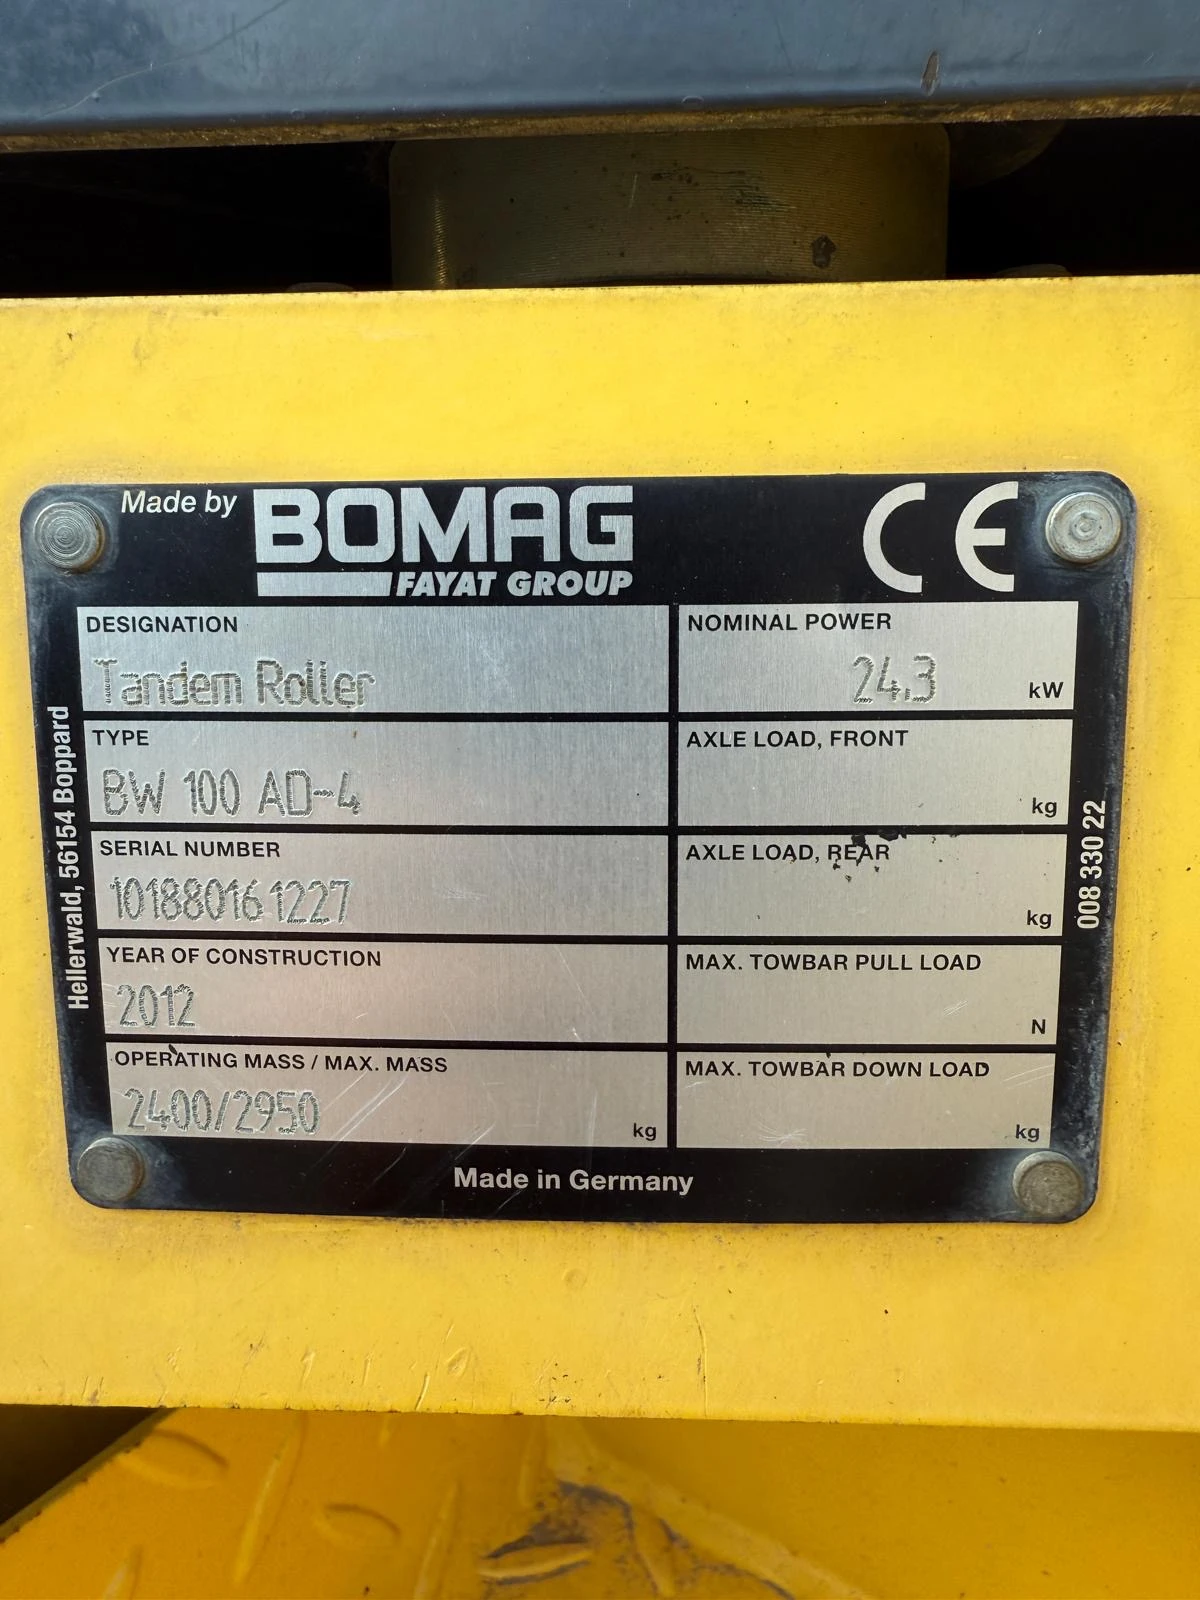 Made by BOMAG CE
FAYAT GROUP
DESIGNATION
Tandem Roller
NOMINAL POWER
24,3 kW
TYPE
BW 100 AD-4
AXLE LOAD, FRONT
kg
SERIAL NUMBER
101880161227
AXLE LOAD, REAR
kg
YEAR OF CONSTRUCTION
2012
MAX. TOWBAR PULL LOAD
N
OPERATING MASS / MAX. MASS
2400/2950 kg
MAX. TOWBAR DOWN LOAD
kg
Made in Germany
Hellerwald, 56154 Boppard
008 330 22